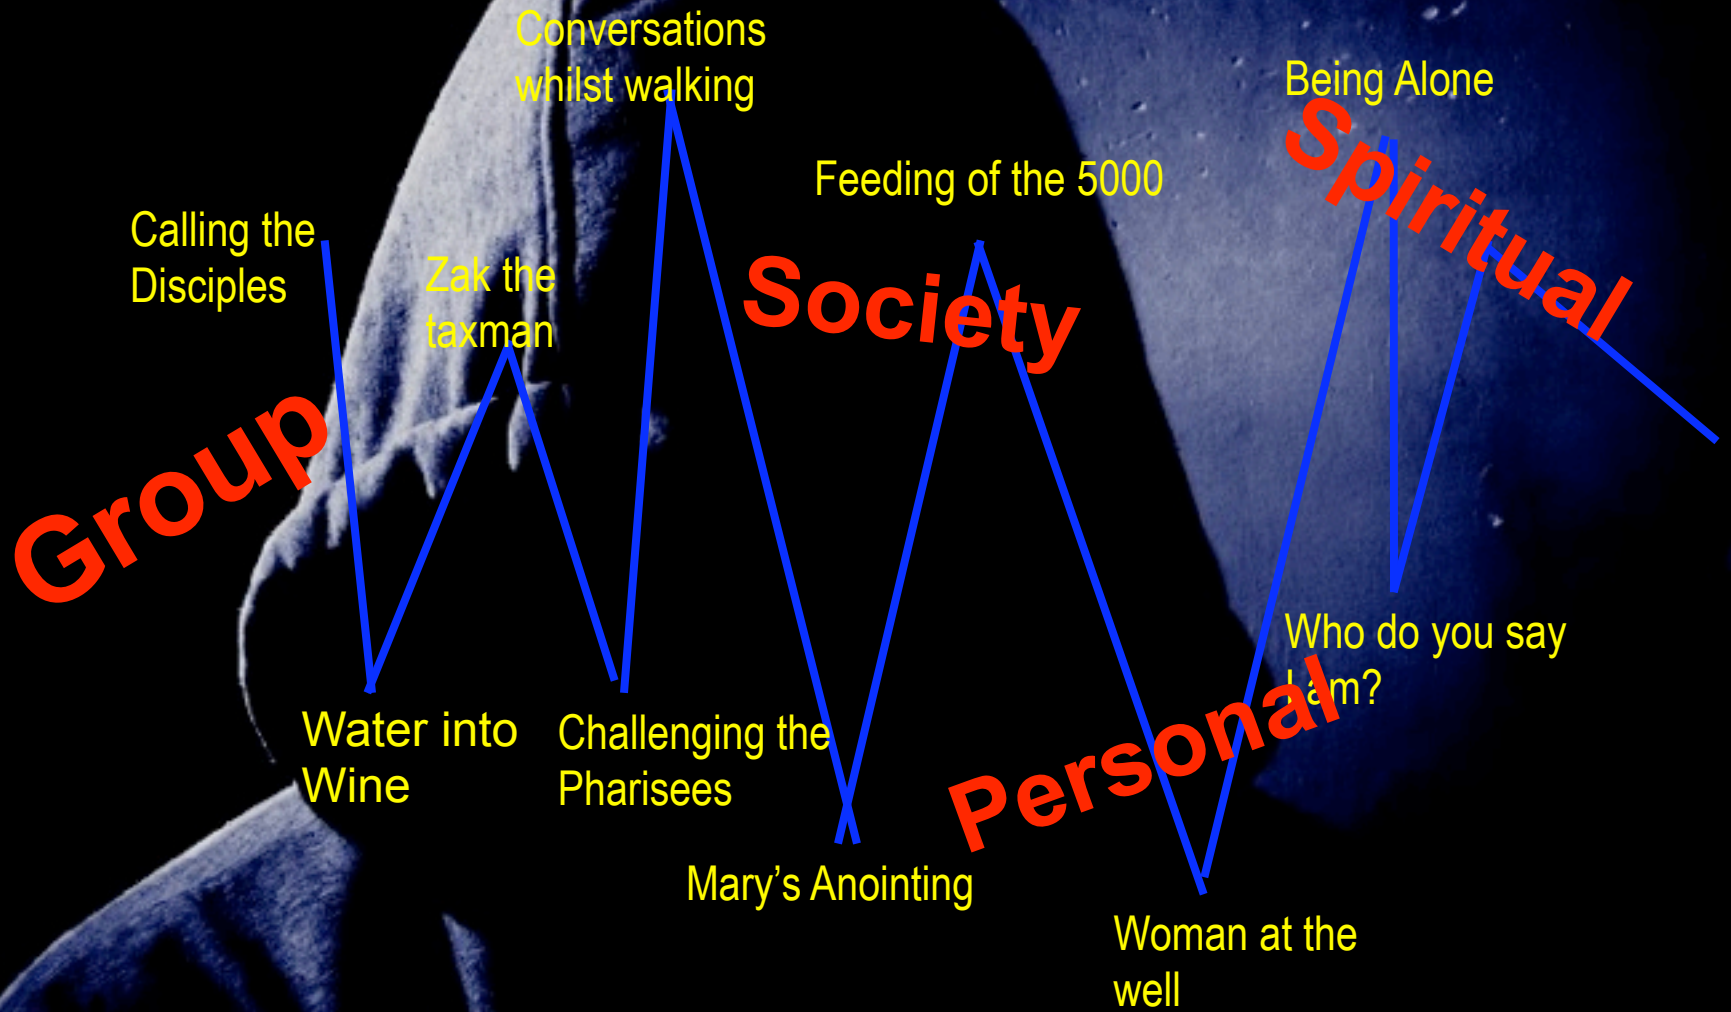 Conversations
whilst walking
Being Alone
Spiritual
Feeding of the 5000
Calling the
Disciples
Zak the
taxman
Society
Group
Who do you say
I am?
Personal
Water into
Wine
Challenging the
Pharisees
Mary’s Anointing
Woman at the
well